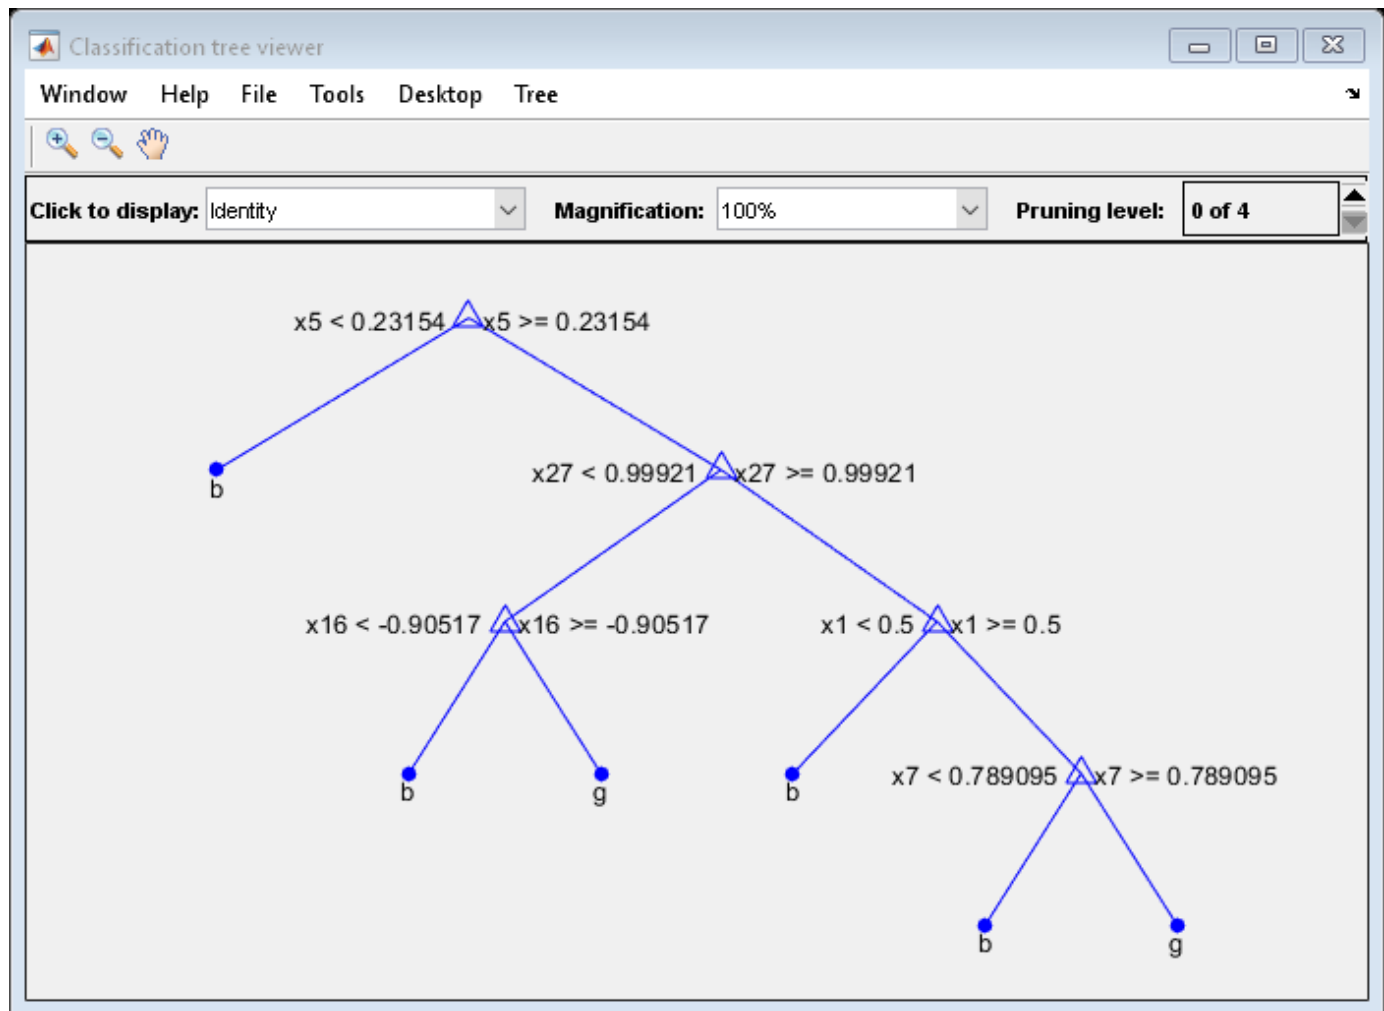 Classification tree viewer
Window Help File Tools Desktop Tree
Click to display: Identity Magnification: 100% Pruning level: 0 of 4
x5 < 0.23154 x5 >= 0.23154
b x27 < 0.99921 x27 >= 0.99921
x16 < -0.90517 x16 >= -0.90517 x1 < 0.5 x1 >= 0.5
b g b x7 < 0.789095 x7 >= 0.789095
b g